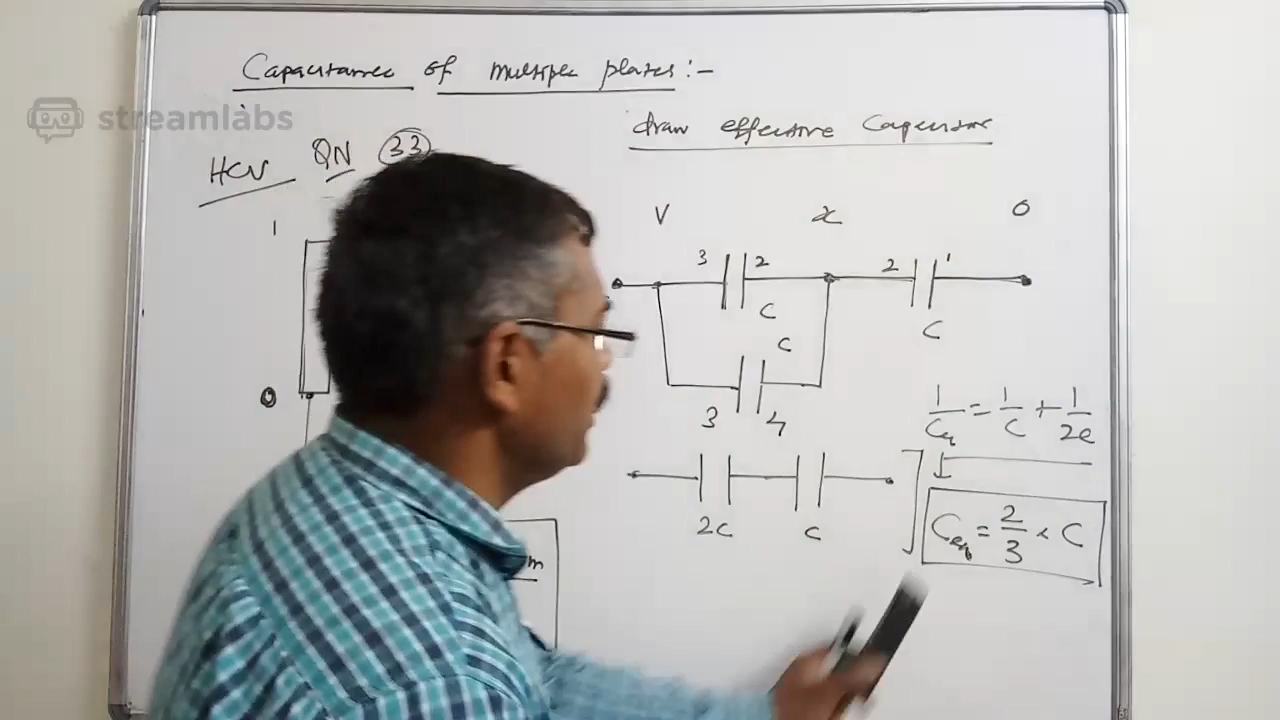 Capacitance of multiple plates :-
streamlabs
draw effective Capacitor
HCV QN 33
1
V x 0
3 2 2 1
C
C C
0
3 4
1/Ceq = 1/C + 1/2C
2C C
Ceq = 2/3 × C
m